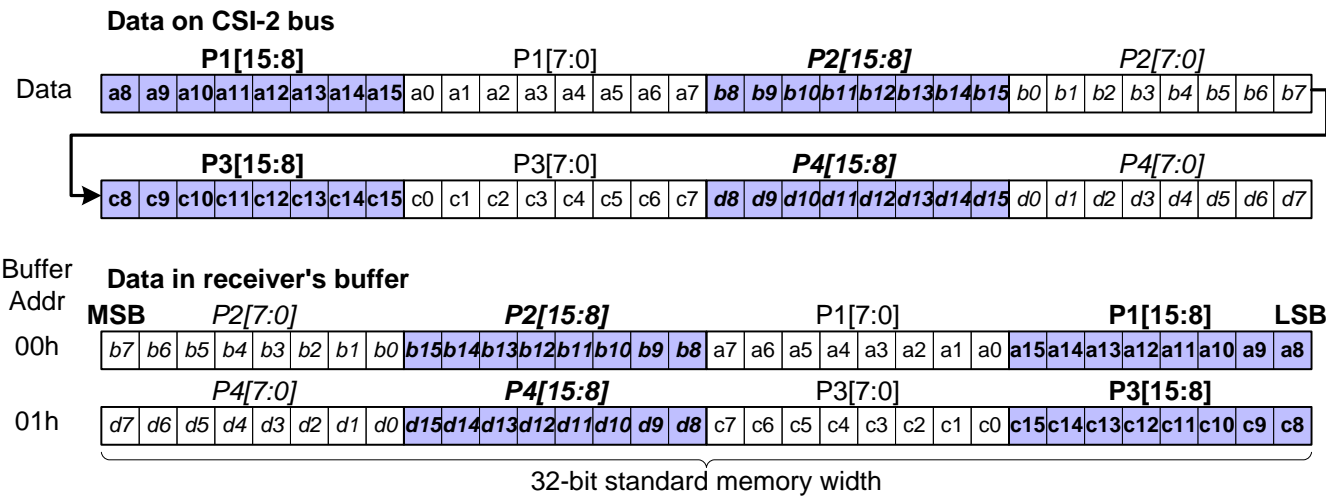 Data on CSI-2 bus
P1[15:8] P1[7:0] P2[15:8] P2[7:0]
Data a8 a9 a10 a11 a12 a13 a14 a15 a0 a1 a2 a3 a4 a5 a6 a7 b8 b9 b10 b11 b12 b13 b14 b15 b0 b1 b2 b3 b4 b5 b6 b7
P3[15:8] P3[7:0] P4[15:8] P4[7:0]
c8 c9 c10 c11 c12 c13 c14 c15 c0 c1 c2 c3 c4 c5 c6 c7 d8 d9 d10 d11 d12 d13 d14 d15 d0 d1 d2 d3 d4 d5 d6 d7
Buffer
Addr
Data in receiver's buffer
MSB P2[7:0] P2[15:8] P1[7:0] P1[15:8] LSB
00h b7 b6 b5 b4 b3 b2 b1 b0 b15 b14 b13 b12 b11 b10 b9 b8 a7 a6 a5 a4 a3 a2 a1 a0 a15 a14 a13 a12 a11 a10 a9 a8
P4[7:0] P4[15:8] P3[7:0] P3[15:8]
01h d7 d6 d5 d4 d3 d2 d1 d0 d15 d14 d13 d12 d11 d10 d9 d8 c7 c6 c5 c4 c3 c2 c1 c0 c15 c14 c13 c12 c11 c10 c9 c8
32-bit standard memory width